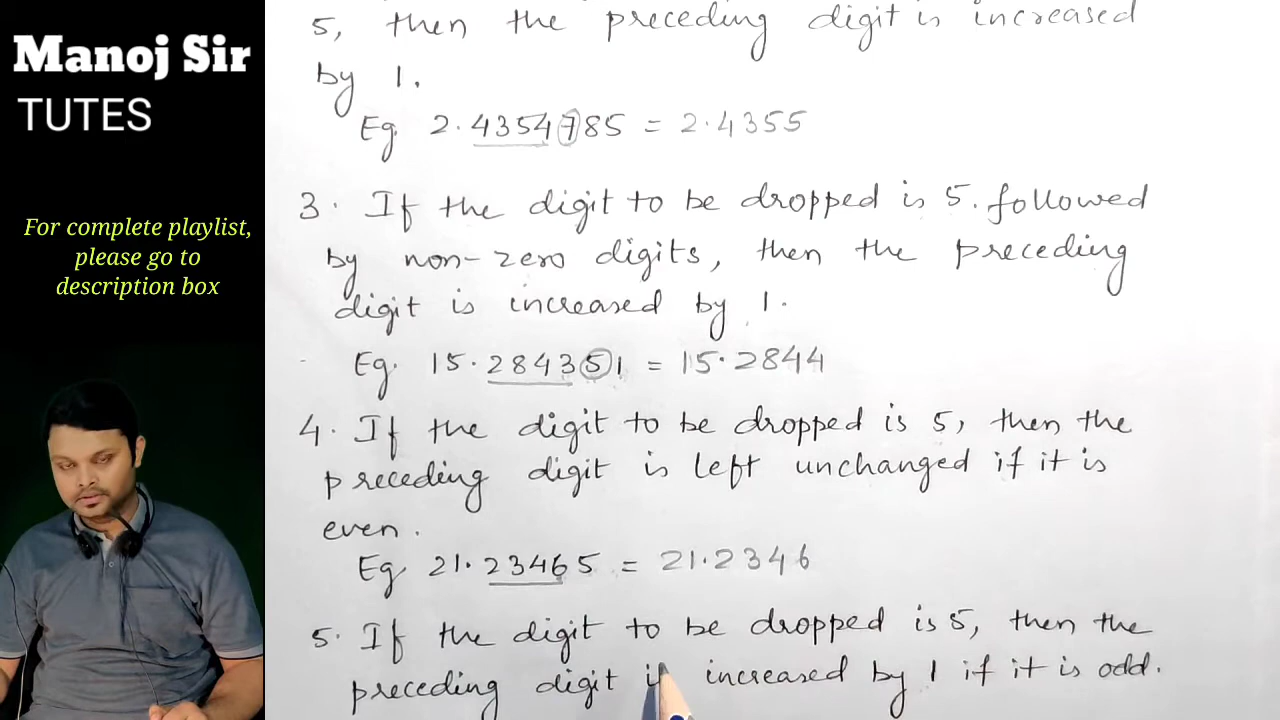 Manoj Sir
TUTES
For complete playlist,
please go to
description box
5, then the preceding digit is increased
by 1.
Eg. 2.4354785 = 2.4355
3. If the digit to be dropped is 5. followed
by non-zero digits, then the preceding
digit is increased by 1.
Eg. 15.284351 = 15.2844
4. If the digit to be dropped is 5, then the
preceding digit is left unchanged if it is
even.
Eg. 21.23465 = 21.2346
5. If the digit to be dropped is 5, then the
preceding digit is increased by 1 if it is odd.